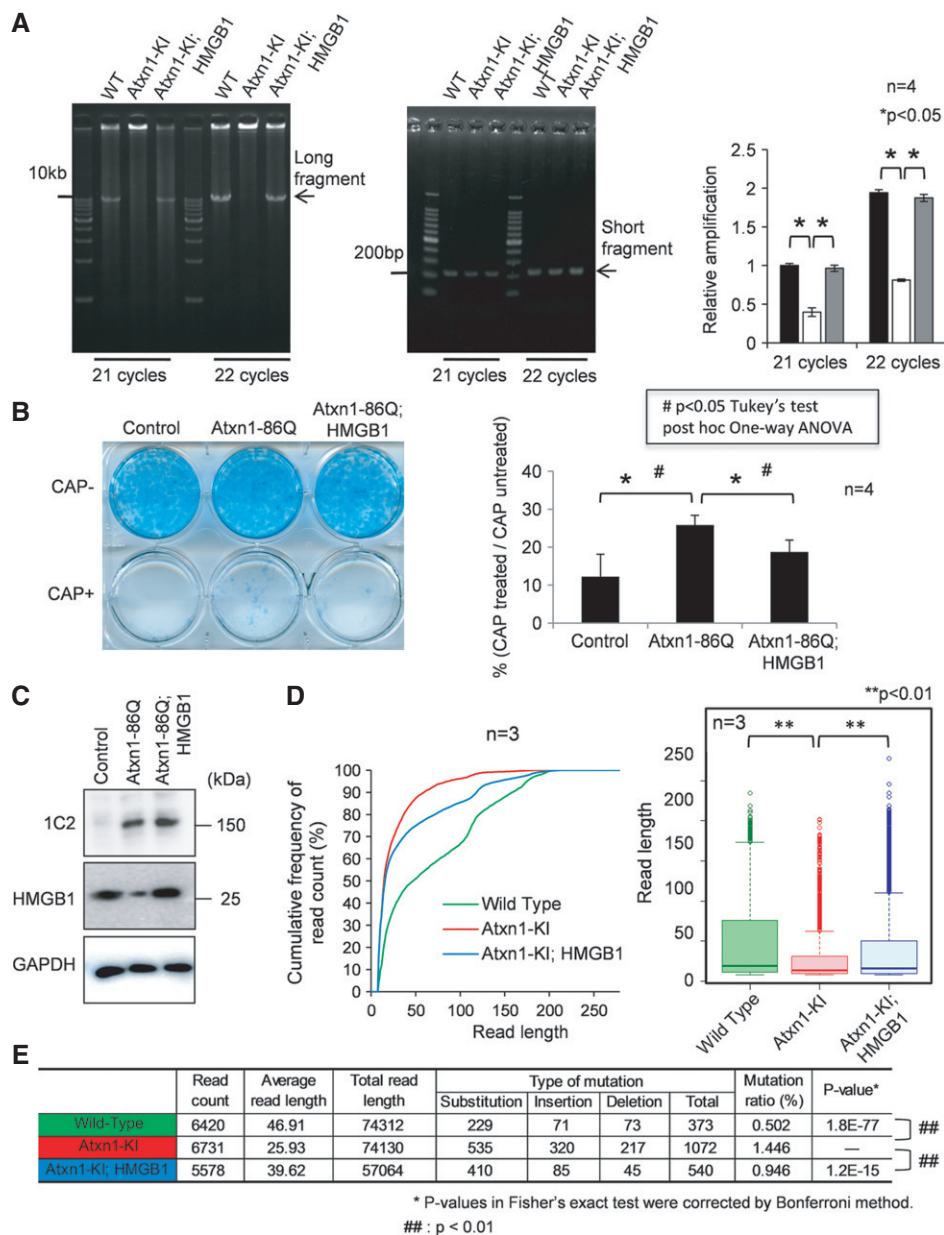 A
WT
Atxn1-KI
Atxn1-KI; HMGB1
WT
Atxn1-KI
Atxn1-KI; HMGB1
10kb
Long fragment
21 cycles
22 cycles
WT
Atxn1-KI
Atxn1-KI; HMGB1
WT
Atxn1-KI
Atxn1-KI; HMGB1
200bp
Short fragment
21 cycles
22 cycles
n=4
*p<0.05
Relative amplification
2.5
2
1.5
1
0.5
0
* *
* *
21 cycles
22 cycles
B
Control
Atxn1-86Q
Atxn1-86Q; HMGB1
CAP-
CAP+
# p<0.05 Tukey's test
post hoc One-way ANOVA
% (CAP treated / CAP untreated)
40
30
20
10
0
* #
* #
n=4
Control
Atxn1-86Q
Atxn1-86Q; HMGB1
C
Control
Atxn1-86Q
Atxn1-86Q; HMGB1
(kDa)
1C2
150
HMGB1
25
GAPDH
D
n=3
Cumulative frequency of read count (%)
100
90
80
70
60
50
40
30
20
10
0
Wild Type
Atxn1-KI
Atxn1-KI; HMGB1
0 50 100 150 200 250
Read length
**p<0.01
n=3
**
**
Read length
250
200
150
100
50
0
Wild Type
Atxn1-KI
Atxn1-KI; HMGB1
E
Read count Average read length Total read length Type of mutation Mutation ratio (%) P-value*
Substitution Insertion Deletion Total
Wild-Type 6420 46.91 74312 229 71 73 373 0.502 1.8E-77
Atxn1-KI 6731 25.93 74130 535 320 217 1072 1.446 —
Atxn1-KI; HMGB1 5578 39.62 57064 410 85 45 540 0.946 1.2E-15
##
##
* P-values in Fisher's exact test were corrected by Bonferroni method.
## : p < 0.01